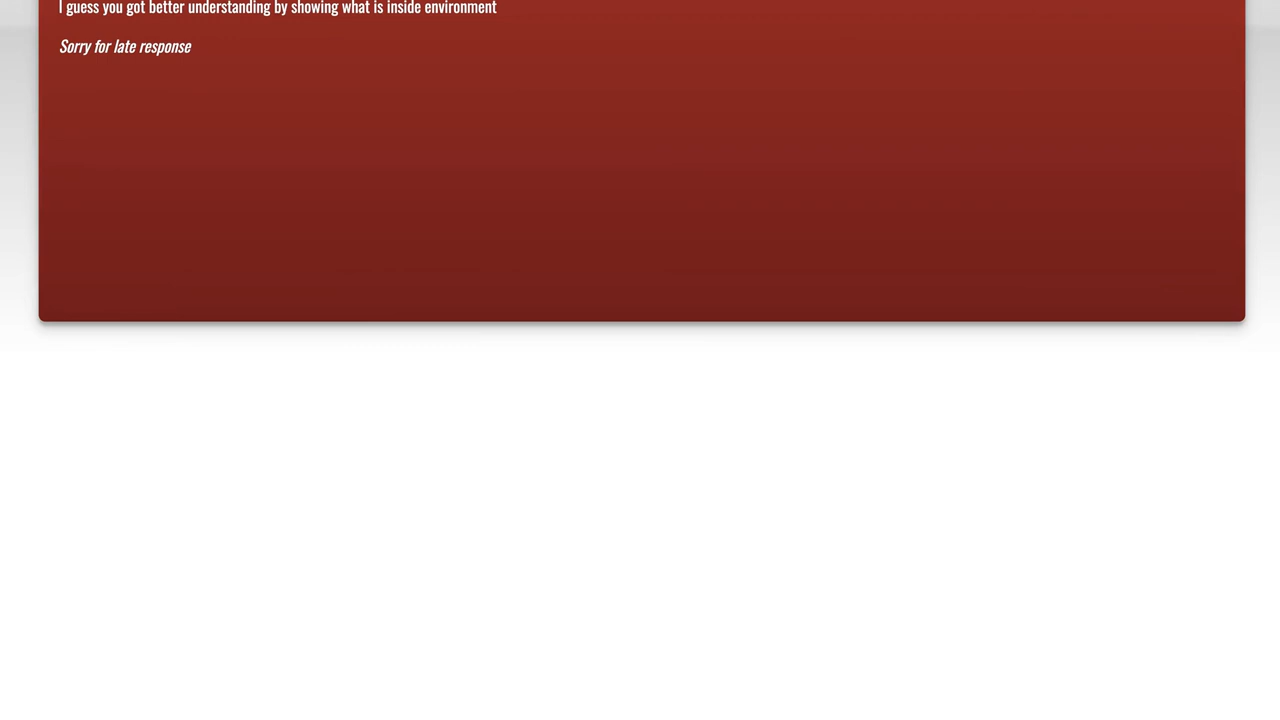 I guess you got better understanding by showing what is inside environment
Sorry for late response